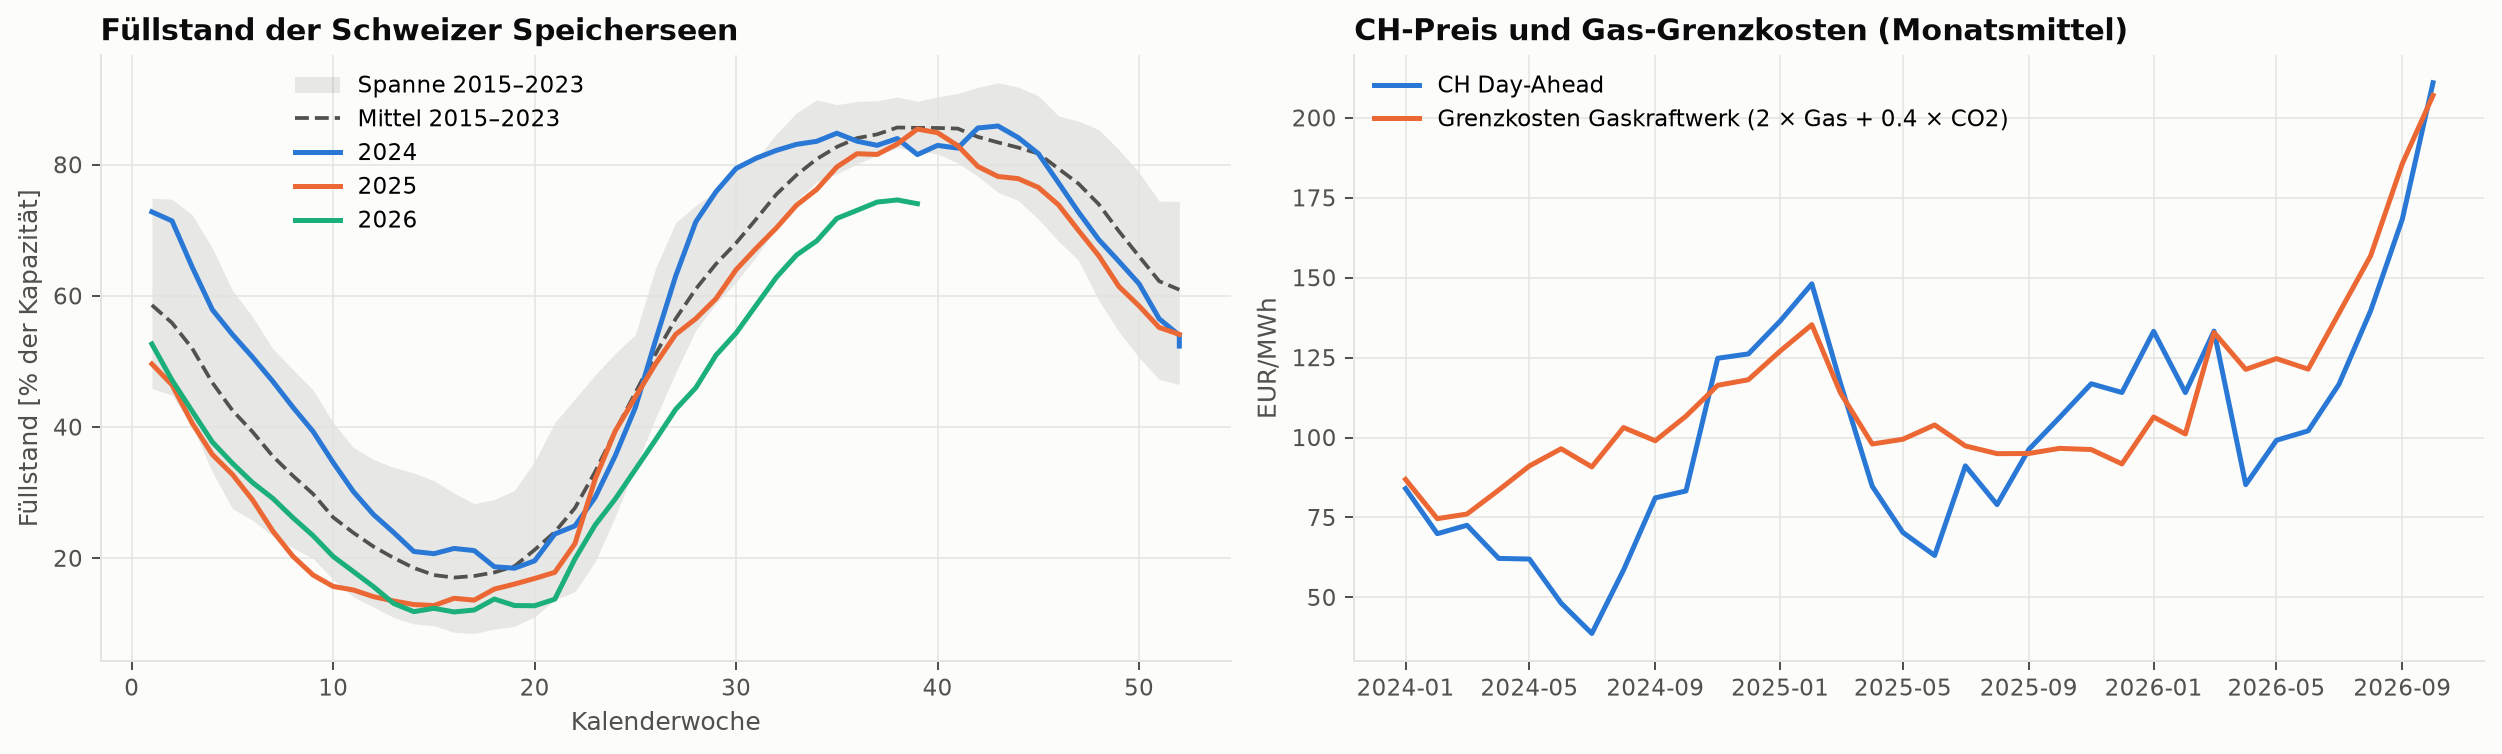 Füllstand der Schweizer Speicherseen
Spanne 2015–2023
Mittel 2015–2023
2024
2025
2026
Füllstand [% der Kapazität]
80
60
40
20
0 10 20 30 40 50
Kalenderwoche
CH-Preis und Gas-Grenzkosten (Monatsmittel)
CH Day-Ahead
Grenzkosten Gaskraftwerk (2 × Gas + 0.4 × CO2)
EUR/MWh
200
175
150
125
100
75
50
2024-01 2024-05 2024-09 2025-01 2025-05 2025-09 2026-01 2026-05 2026-09